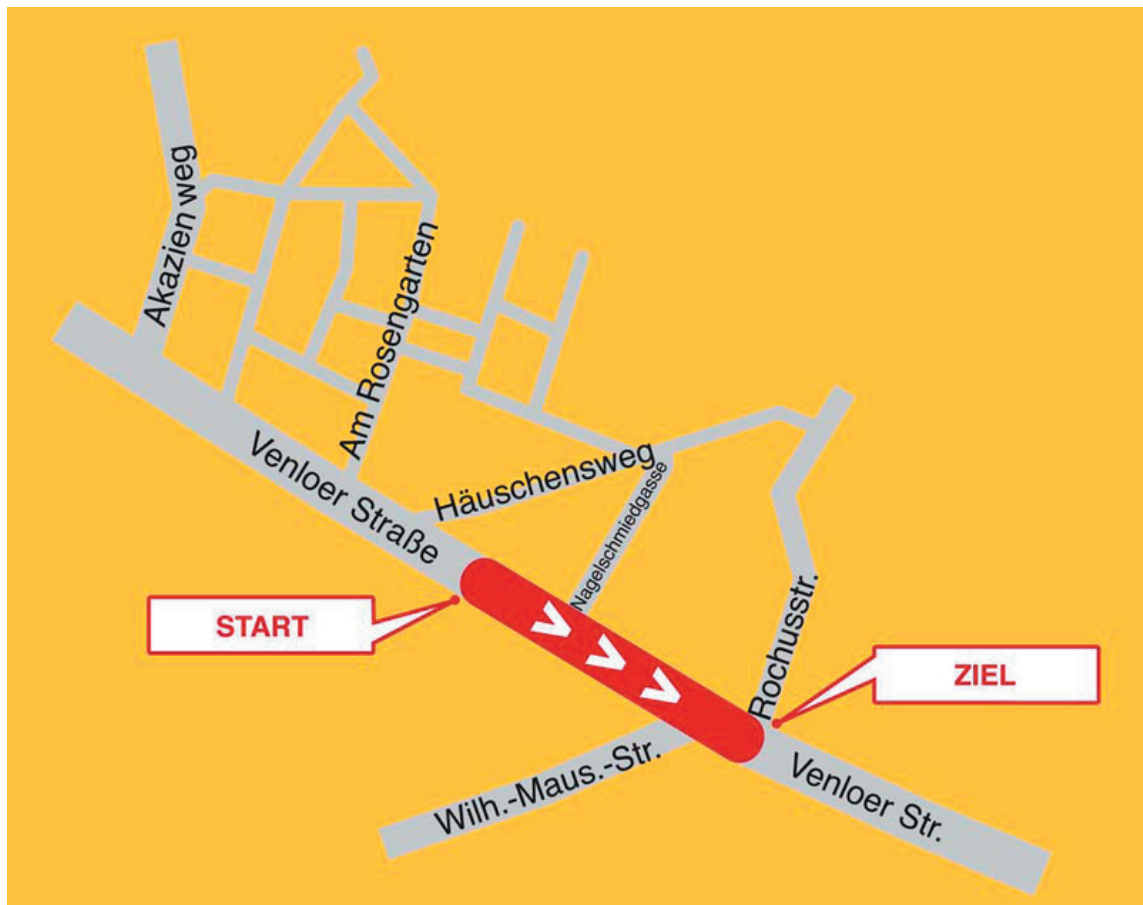 Akazienweg
Am Rosengarten
Venloer Straße
Häuschensweg
Nagelschmiedgasse
START
Rochusstr.
ZIEL
Wilh.-Maus.-Str.
Venloer Str.